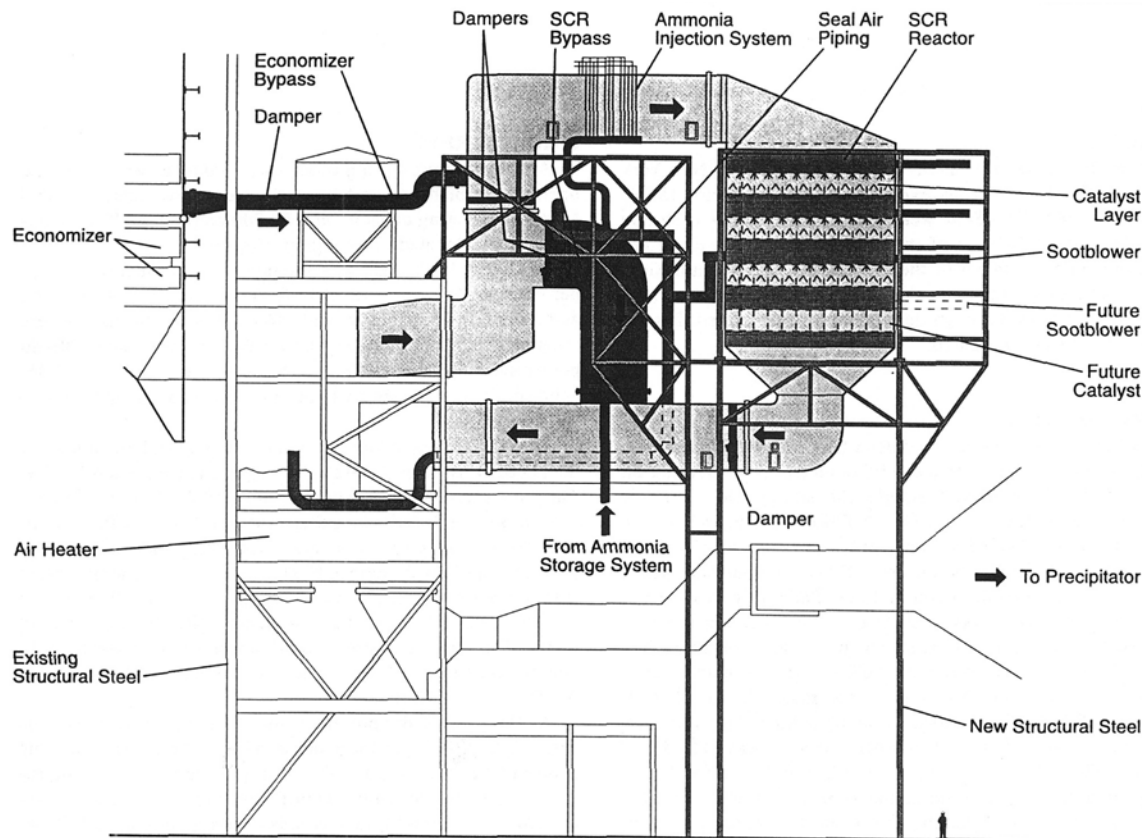 Dampers
SCR
Bypass
Ammonia
Injection System
Seal Air
Piping
SCR
Reactor
Economizer
Bypass
Damper
Economizer
Catalyst
Layer
Sootblower
Future
Sootblower
Future
Catalyst
Damper
Air Heater
From Ammonia
Storage System
To Precipitator
Existing
Structural Steel
New Structural Steel